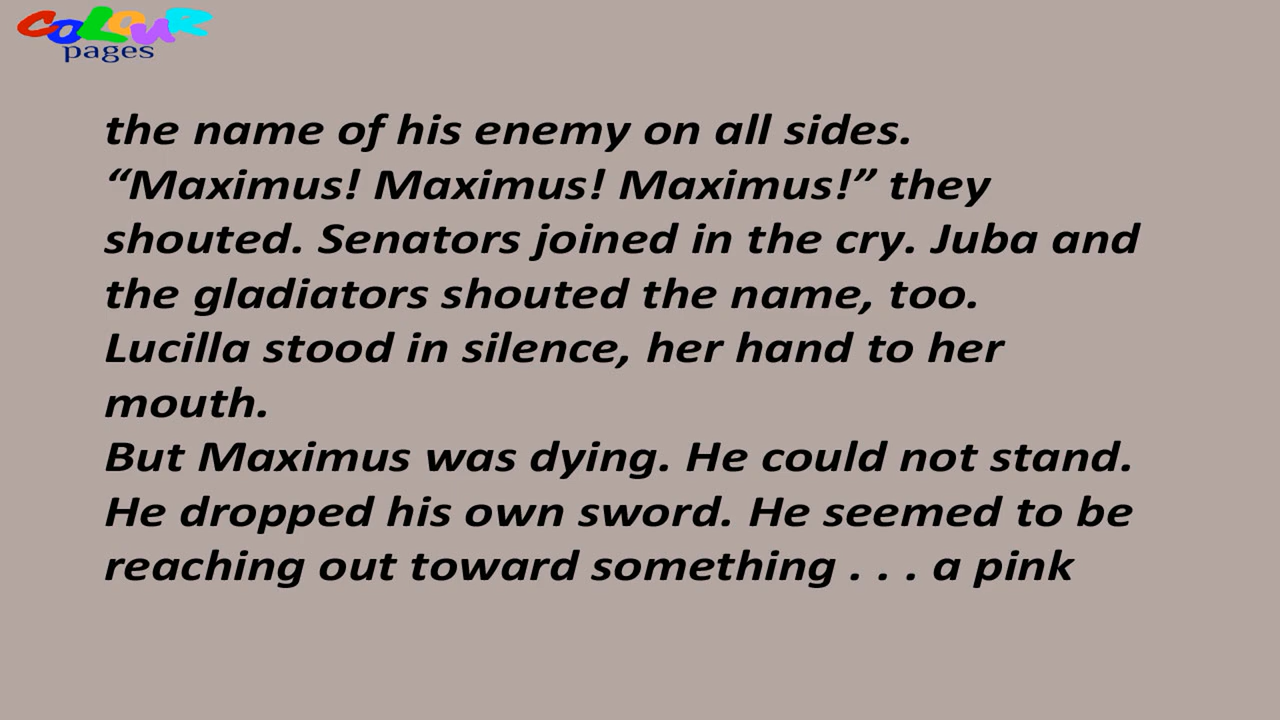 COLOUR
pages
the name of his enemy on all sides.
“Maximus! Maximus! Maximus!” they
shouted. Senators joined in the cry. Juba and
the gladiators shouted the name, too.
Lucilla stood in silence, her hand to her
mouth.
But Maximus was dying. He could not stand.
He dropped his own sword. He seemed to be
reaching out toward something . . . a pink